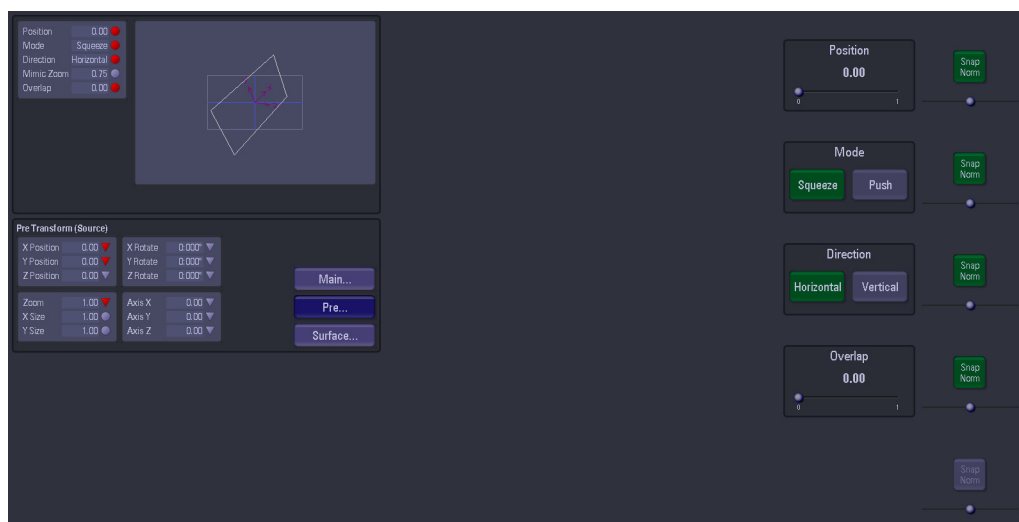 Position 0.00
Mode Squeeze
Direction Horizontal
Mimic Zoom 0.75
Overlap 0.00
Pre Transform (Source)
X Position 0.00 X Rotate 0:000°
Y Position 0.00 Y Rotate 0:000°
Z Position 0.00 Z Rotate 0:000°
Zoom 1.00 Axis X 0.00
X Size 1.00 Axis Y 0.00
Y Size 1.00 Axis Z 0.00
Main...
Pre...
Surface...
Position
0.00
0 1
Snap
Norm
Mode
Squeeze Push
Snap
Norm
Direction
Horizontal Vertical
Snap
Norm
Overlap
0.00
0 1
Snap
Norm
Snap
Norm